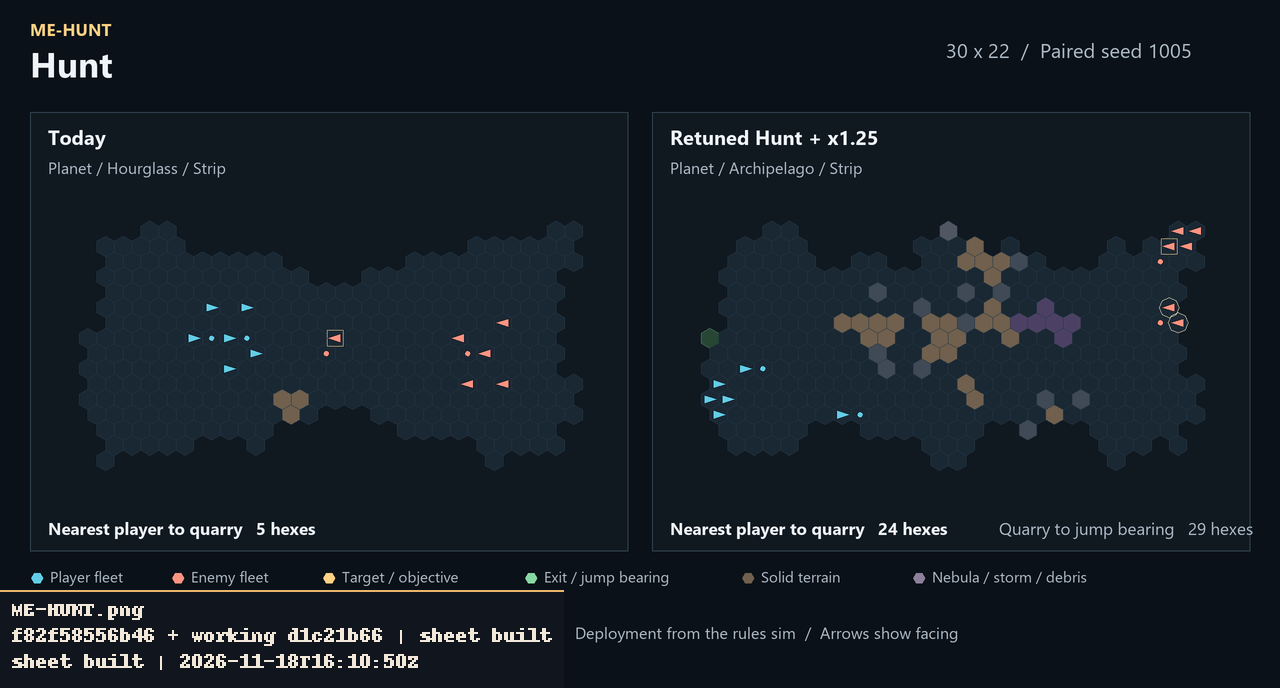 ME-HUNT
Hunt
30 x 22 / Paired seed 1005
Today
Planet / Hourglass / Strip
Nearest player to quarry 5 hexes
Retuned Hunt + x1.25
Planet / Archipelago / Strip
Nearest player to quarry 24 hexes Quarry to jump bearing 29 hexes
Player fleet Enemy fleet Target / objective Exit / jump bearing Solid terrain Nebula / storm / debris
ME-HUNT.png
f82f58556b46 + working d1c21b66 | sheet built
sheet built | 2026-11-18T16:10:50Z
Deployment from the rules sim / Arrows show facing